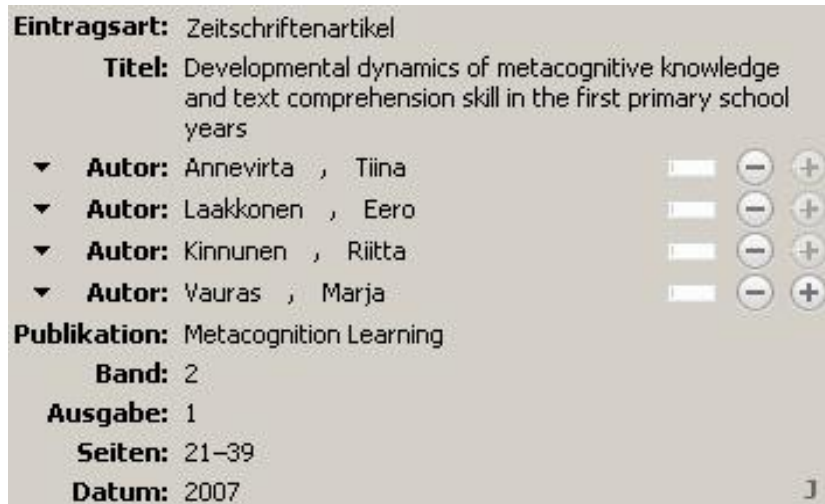 Eintragsart: Zeitschriftenartikel
Titel: Developmental dynamics of metacognitive knowledge
and text comprehension skill in the first primary school
years
Autor: Annevirta , Tiina
Autor: Laakkonen , Eero
Autor: Kinnunen , Riitta
Autor: Vauras , Marja
Publikation: Metacognition Learning
Band: 2
Ausgabe: 1
Seiten: 21–39
Datum: 2007 J